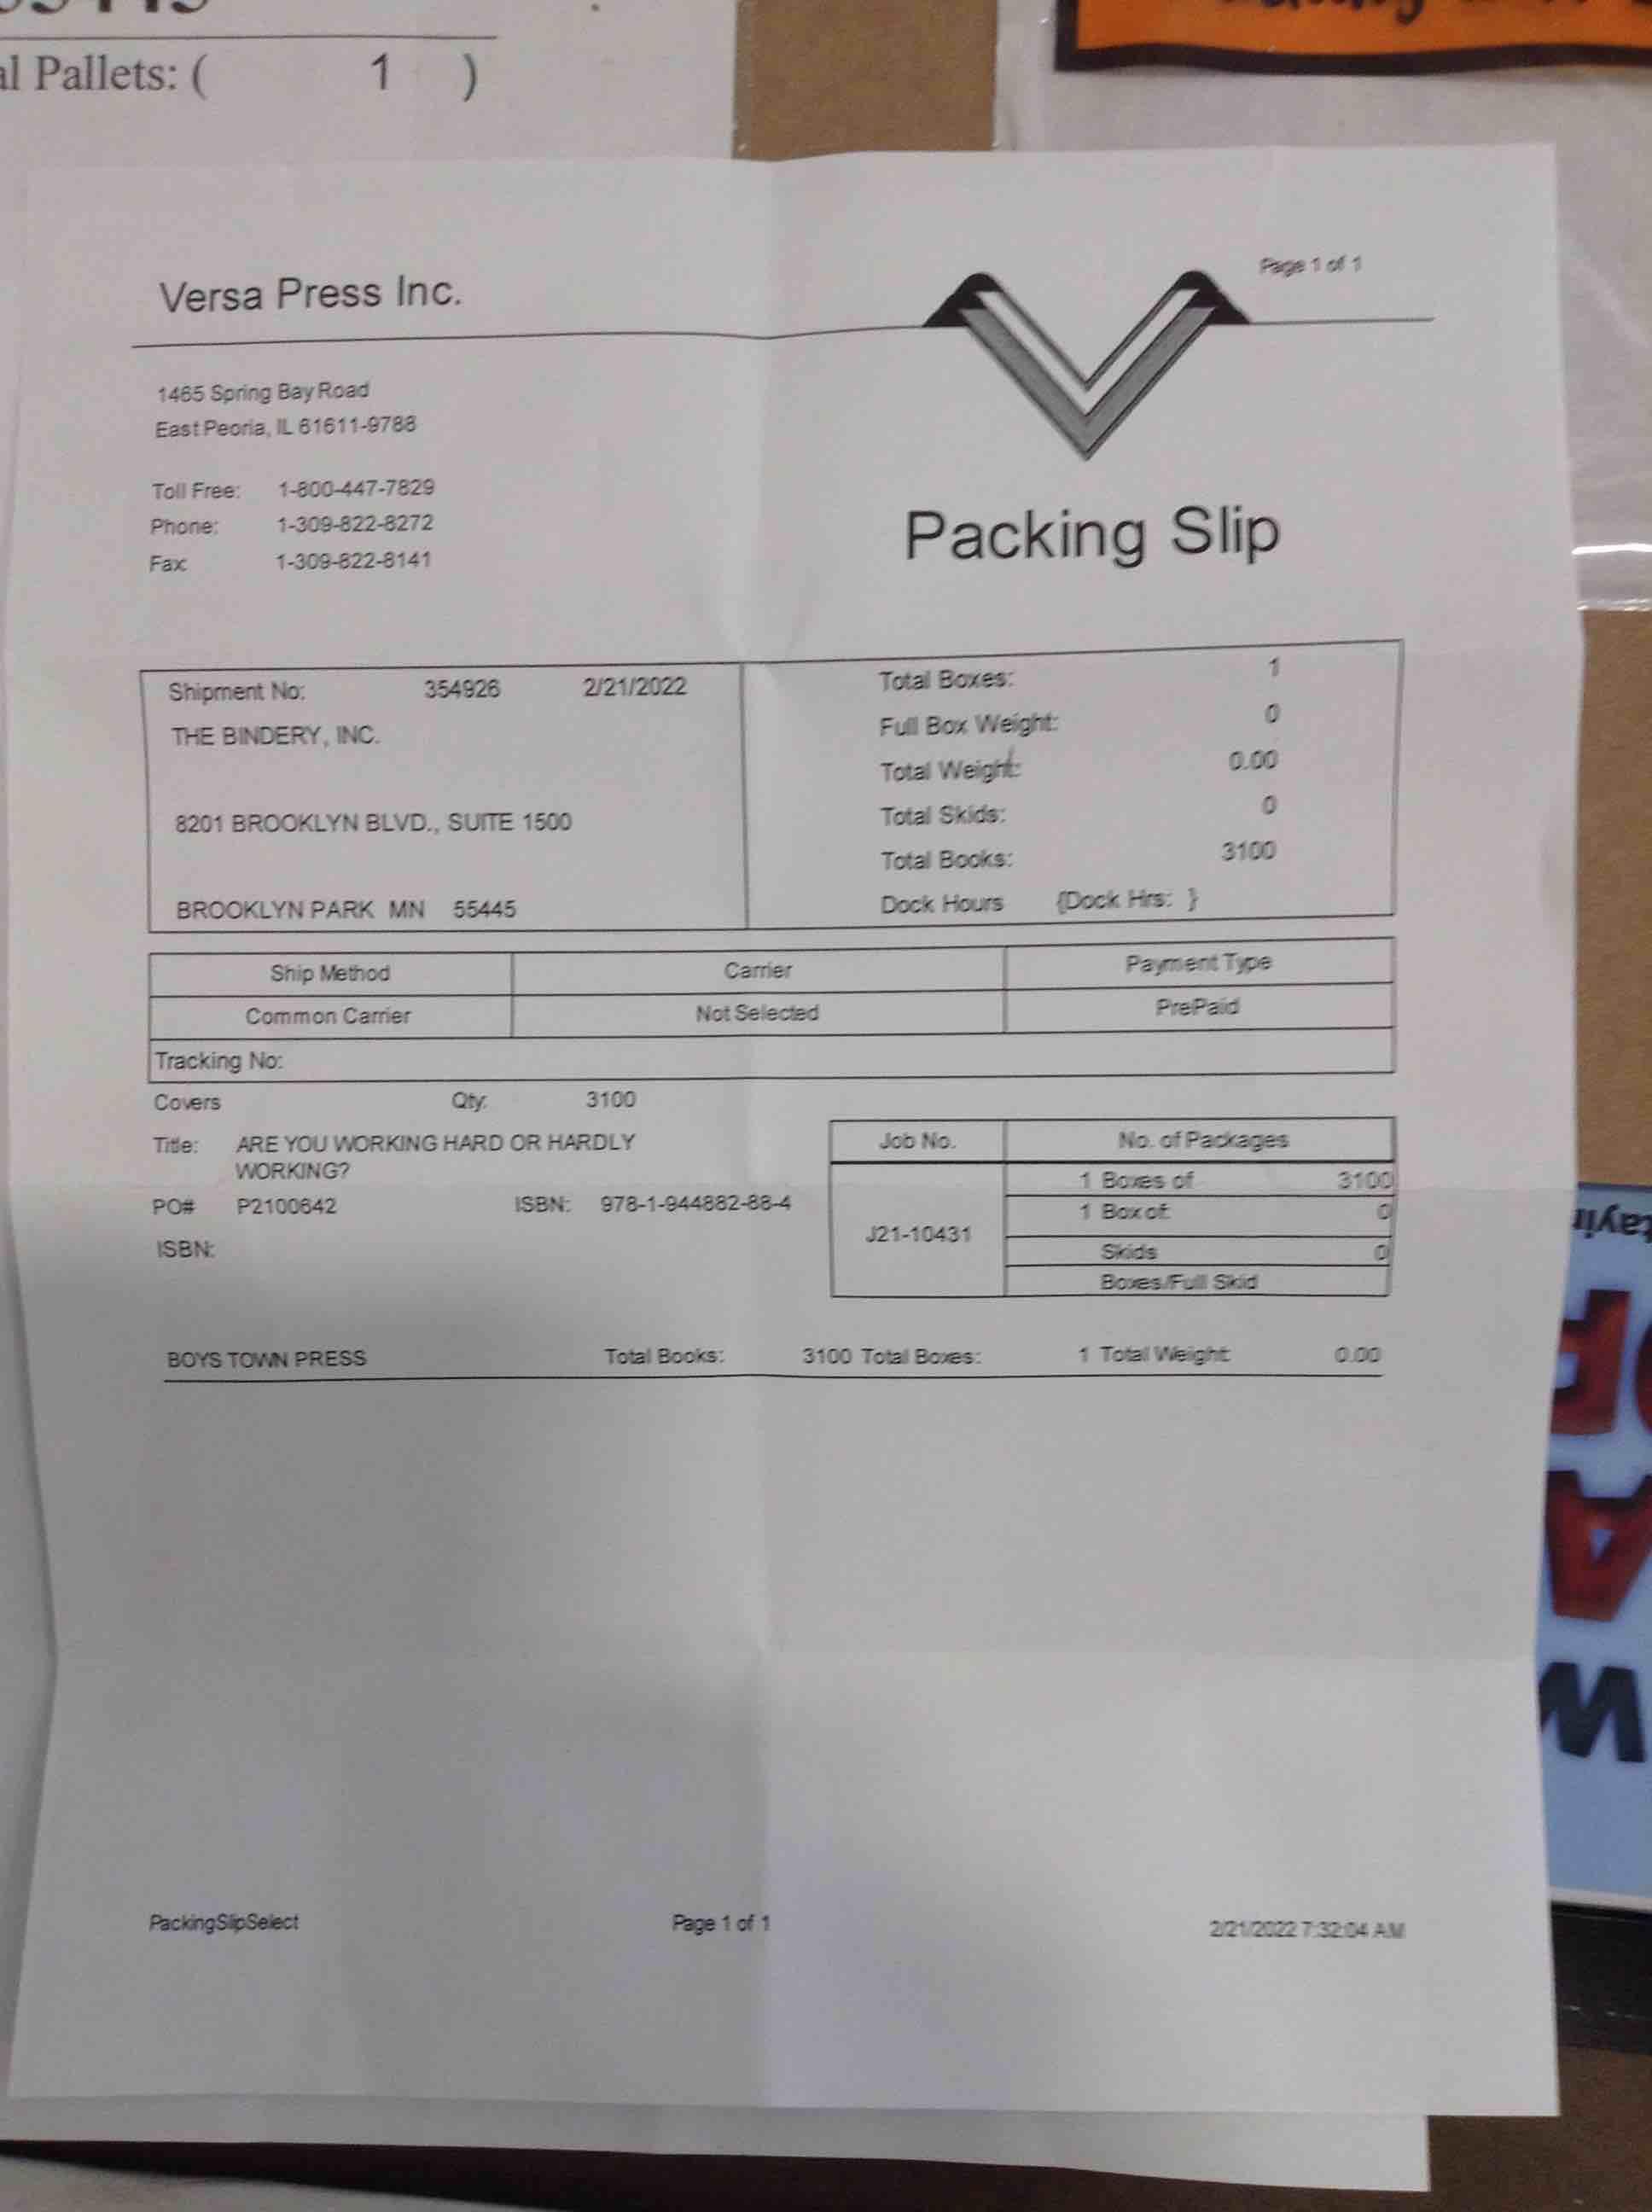 al Pallets: ( 1 )
Page 1 of 1
Versa Press Inc.
1465 Spring Bay Road
East Peoria, IL 61611-9788
Toll Free: 1-800-447-7829
Phone: 1-309-822-8272
Fax: 1-309-822-8141
Packing Slip
Shipment No: 354926 2/21/2022
THE BINDERY, INC.
8201 BROOKLYN BLVD., SUITE 1500
BROOKLYN PARK MN 55445
Total Boxes: 1
Full Box Weight: 0
Total Weight: 0.00
Total Skids: 0
Total Books: 3100
Dock Hours {Dock Hrs: }
Ship Method Carrier Payment Type
Common Carrier Not Selected PrePaid
Tracking No:
Covers Qty: 3100
Title: ARE YOU WORKING HARD OR HARDLY
WORKING?
PO# P2100642 ISBN: 978-1-944882-88-4
ISBN:
Job No. No. of Packages
J21-10431
1 Boxes of 3100
1 Box of: 0
Skids 0
Boxes/Full Skid
BOYS TOWN PRESS Total Books: 3100 Total Boxes: 1 Total Weight: 0.00
PackingSlipSelect Page 1 of 1 2/21/2022 7:32:04 AM